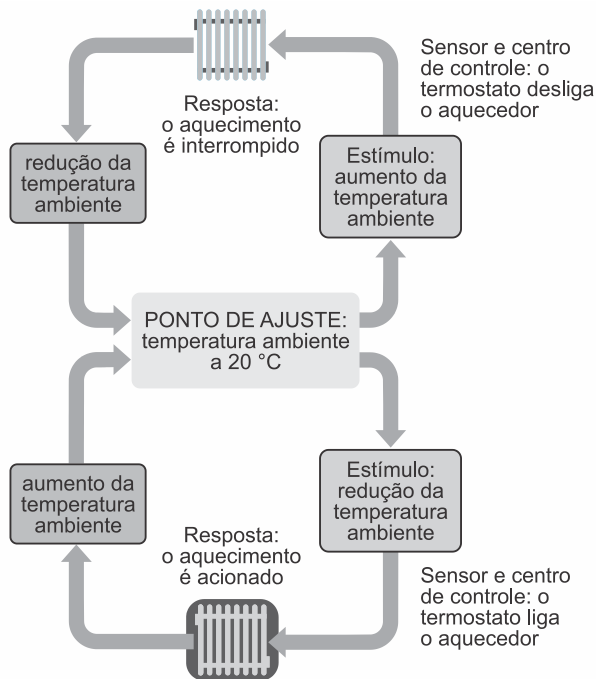 Sensor e centro
de controle: o
termostato desliga
o aquecedor
Resposta:
o aquecimento
é interrompido
redução da
temperatura
ambiente
Estímulo:
aumento da
temperatura
ambiente
PONTO DE AJUSTE:
temperatura ambiente
a 20 °C
aumento da
temperatura
ambiente
Estímulo:
redução da
temperatura
ambiente
Resposta:
o aquecimento
é acionado
Sensor e centro
de controle: o
termostato liga
o aquecedor